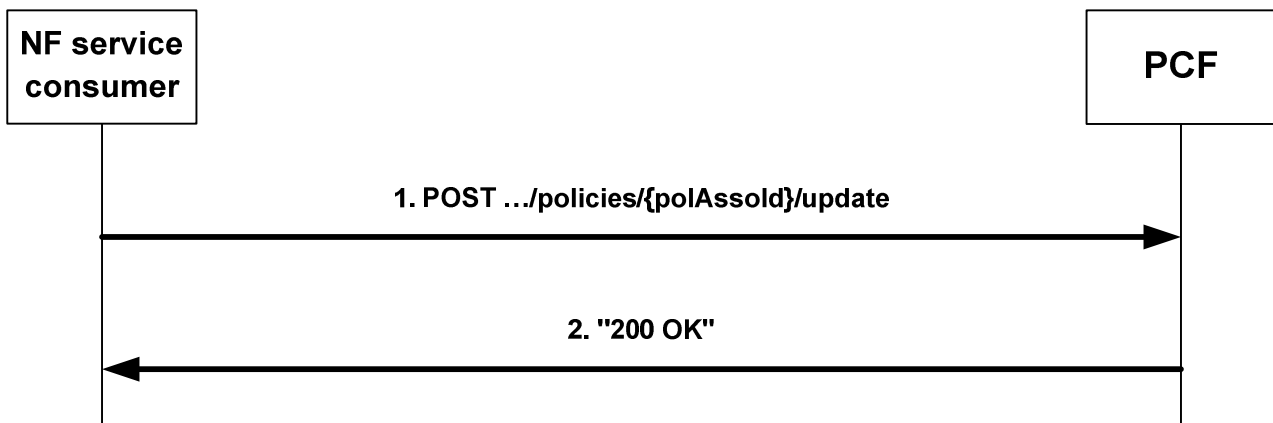 NF service
consumer
PCF
1. POST .../policies/{polAssoId}/update
2. "200 OK"